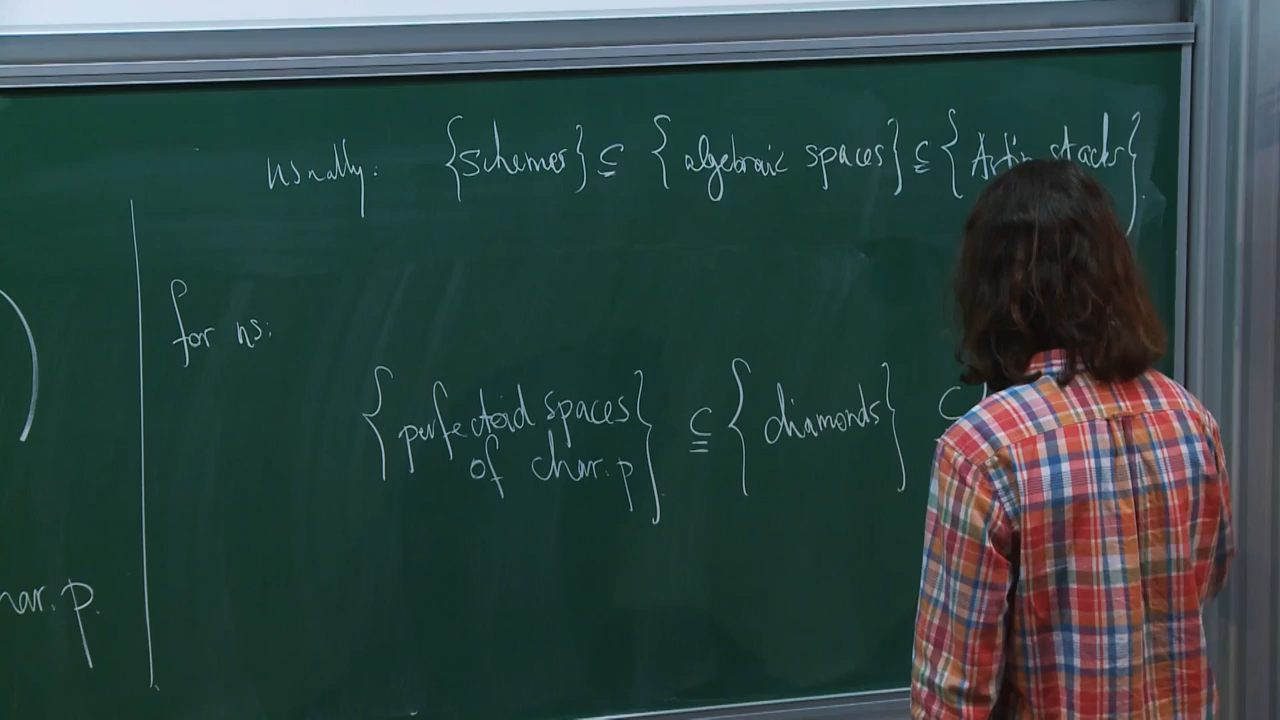 usually: {schemes} ⊆ {algebraic spaces} ⊆ {Artin stacks}
for us:
{perfectoid spaces of char. p} ⊆ {diamonds} ⊂
char. p.